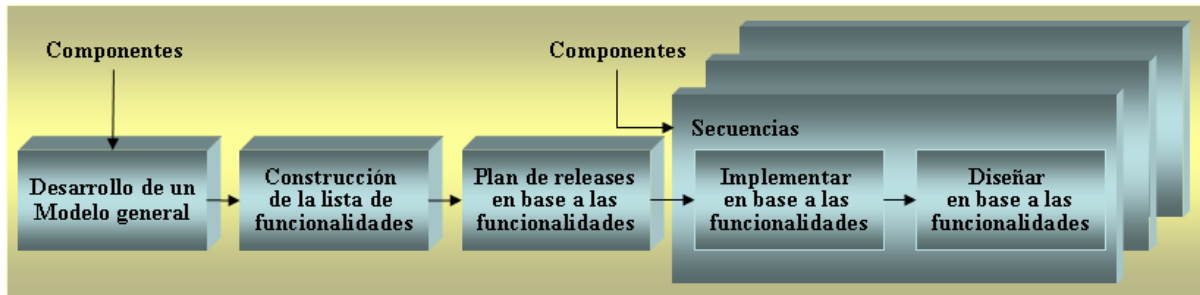 Componentes
Componentes
Secuencias
Desarrollo de un
Modelo general
Construcción
de la lista de
funcionalidades
Plan de releases
en base a las
funcionalidades
Implementar
en base a las
funcionalidades
Diseñar
en base a las
funcionalidades